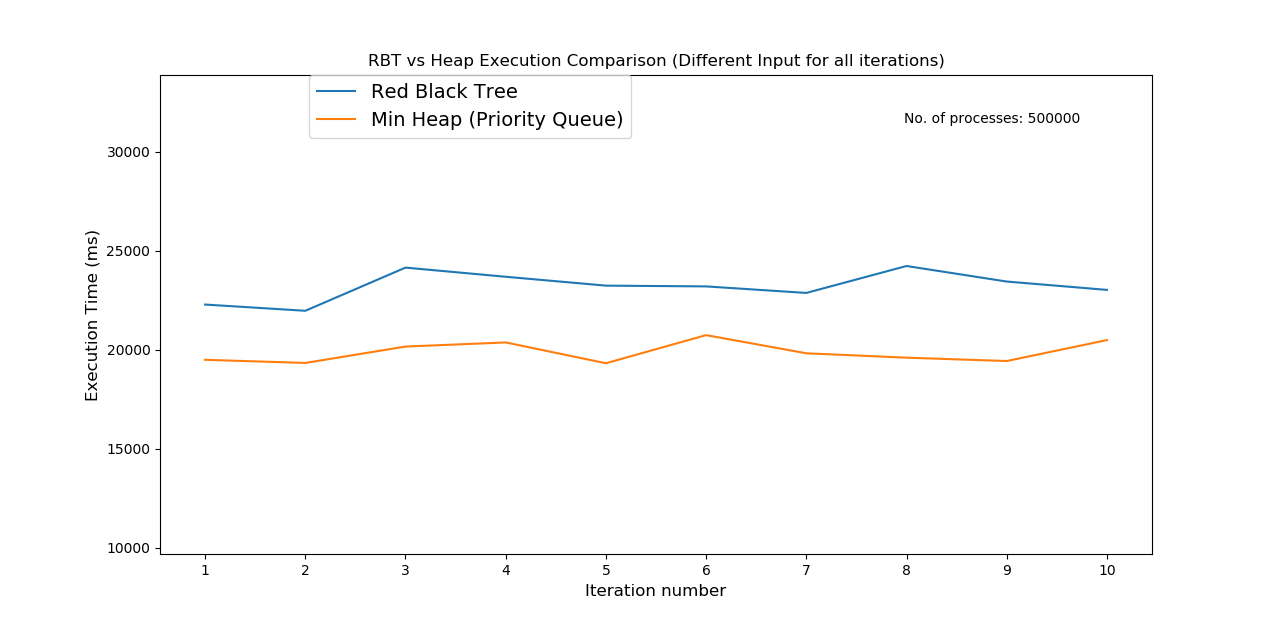 RBT vs Heap Execution Comparison (Different Input for all iterations)
Red Black Tree
Min Heap (Priority Queue)
No. of processes: 500000
Execution Time (ms)
30000
25000
20000
15000
10000
1 2 3 4 5 6 7 8 9 10
Iteration number